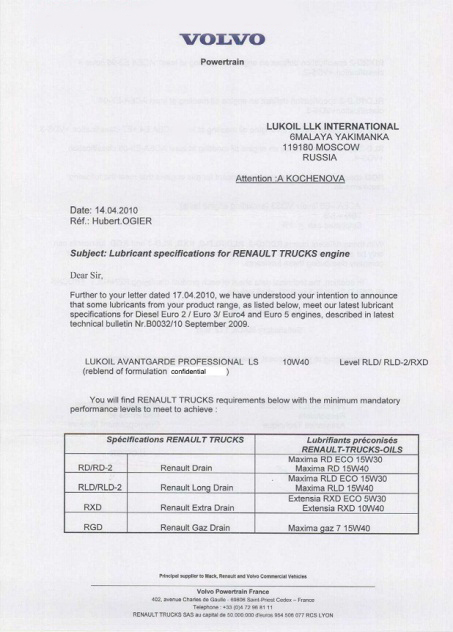 VOLVO
Powertrain
LUKOIL LLK INTERNATIONAL
6MALAYA YAKIMANKA
119180 MOSCOW
RUSSIA
Attention :A KOCHENOVA
Date: 14.04.2010
Réf.: Hubert.OGIER
Subject: Lubricant specifications for RENAULT TRUCKS engine
Dear Sir,
Further to your letter dated 17.04.2010, we have understood your intention to announce
that some lubricants from your product range, as listed below, meet our latest lubricant
specifications for Diesel Euro 2 / Euro 3/ Euro4 and Euro 5 engines, described in latest
technical bulletin Nr.B0032/10 September 2009.
LUKOIL AVANTGARDE PROFESSIONAL LS 10W40 Level RLD/ RLD-2/RXD
(reblend of formulation confidential )
You will find RENAULT TRUCKS requirements below with the minimum mandatory
performance levels to meet to achieve :
Spécifications RENAULT TRUCKS Lubrifiants préconisés
RENAULT-TRUCKS-OILS
RD/RD-2 Renault Drain Maxima RD ECO 15W30
Maxima RD 15W40
RLD/RLD-2 Renault Long Drain Maxima RLD ECO 15W30
Maxima RLD 15W40
RXD Renault Extra Drain Extensia RXD ECO 5W30
Extensia RXD 10W40
RGD Renault Gaz Drain Maxima gaz 7 15W40
Principal supplier to Mack, Renault and Volvo Commercial Vehicles
Volvo Powertrain France
402, avenue Charles de Gaulle - 69806 Saint-Priest Cedex – France
Telephone : +33 (0)4 72 96 81 11
RENAULT TRUCKS SAS au capital de 50.000.000 d'euros 954 506 077 RCS LYON